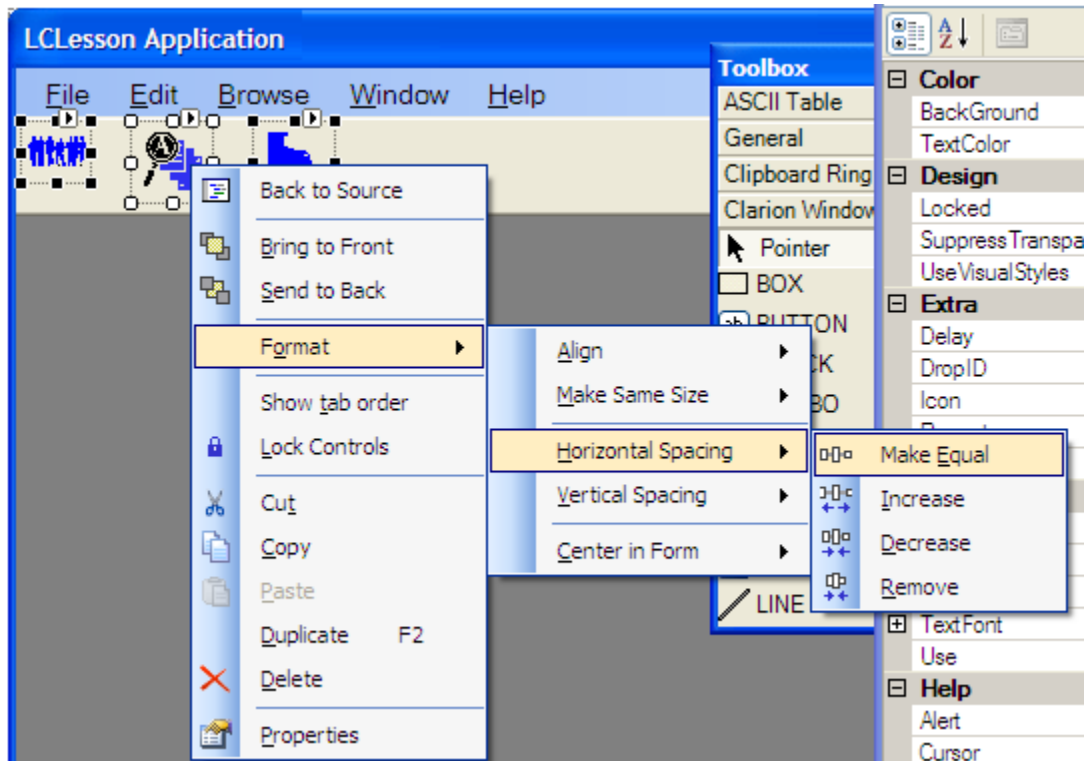 LCLesson Application
File Edit Browse Window Help
Back to Source
Bring to Front
Send to Back
Format
Show tab order
Lock Controls
Cut
Copy
Paste
Duplicate F2
Delete
Properties
Align
Make Same Size
Horizontal Spacing
Vertical Spacing
Center in Form
Make Equal
Increase
Decrease
Remove
Toolbox
ASCII Table
General
Clipboard Ring
Clarion Window
Pointer
BOX
BUTTON
CK
BO
LINE
Color
BackGround
TextColor
Design
Locked
SuppressTranspa
UseVisualStyles
Extra
Delay
DropID
Icon
TextFont
Use
Help
Alert
Cursor